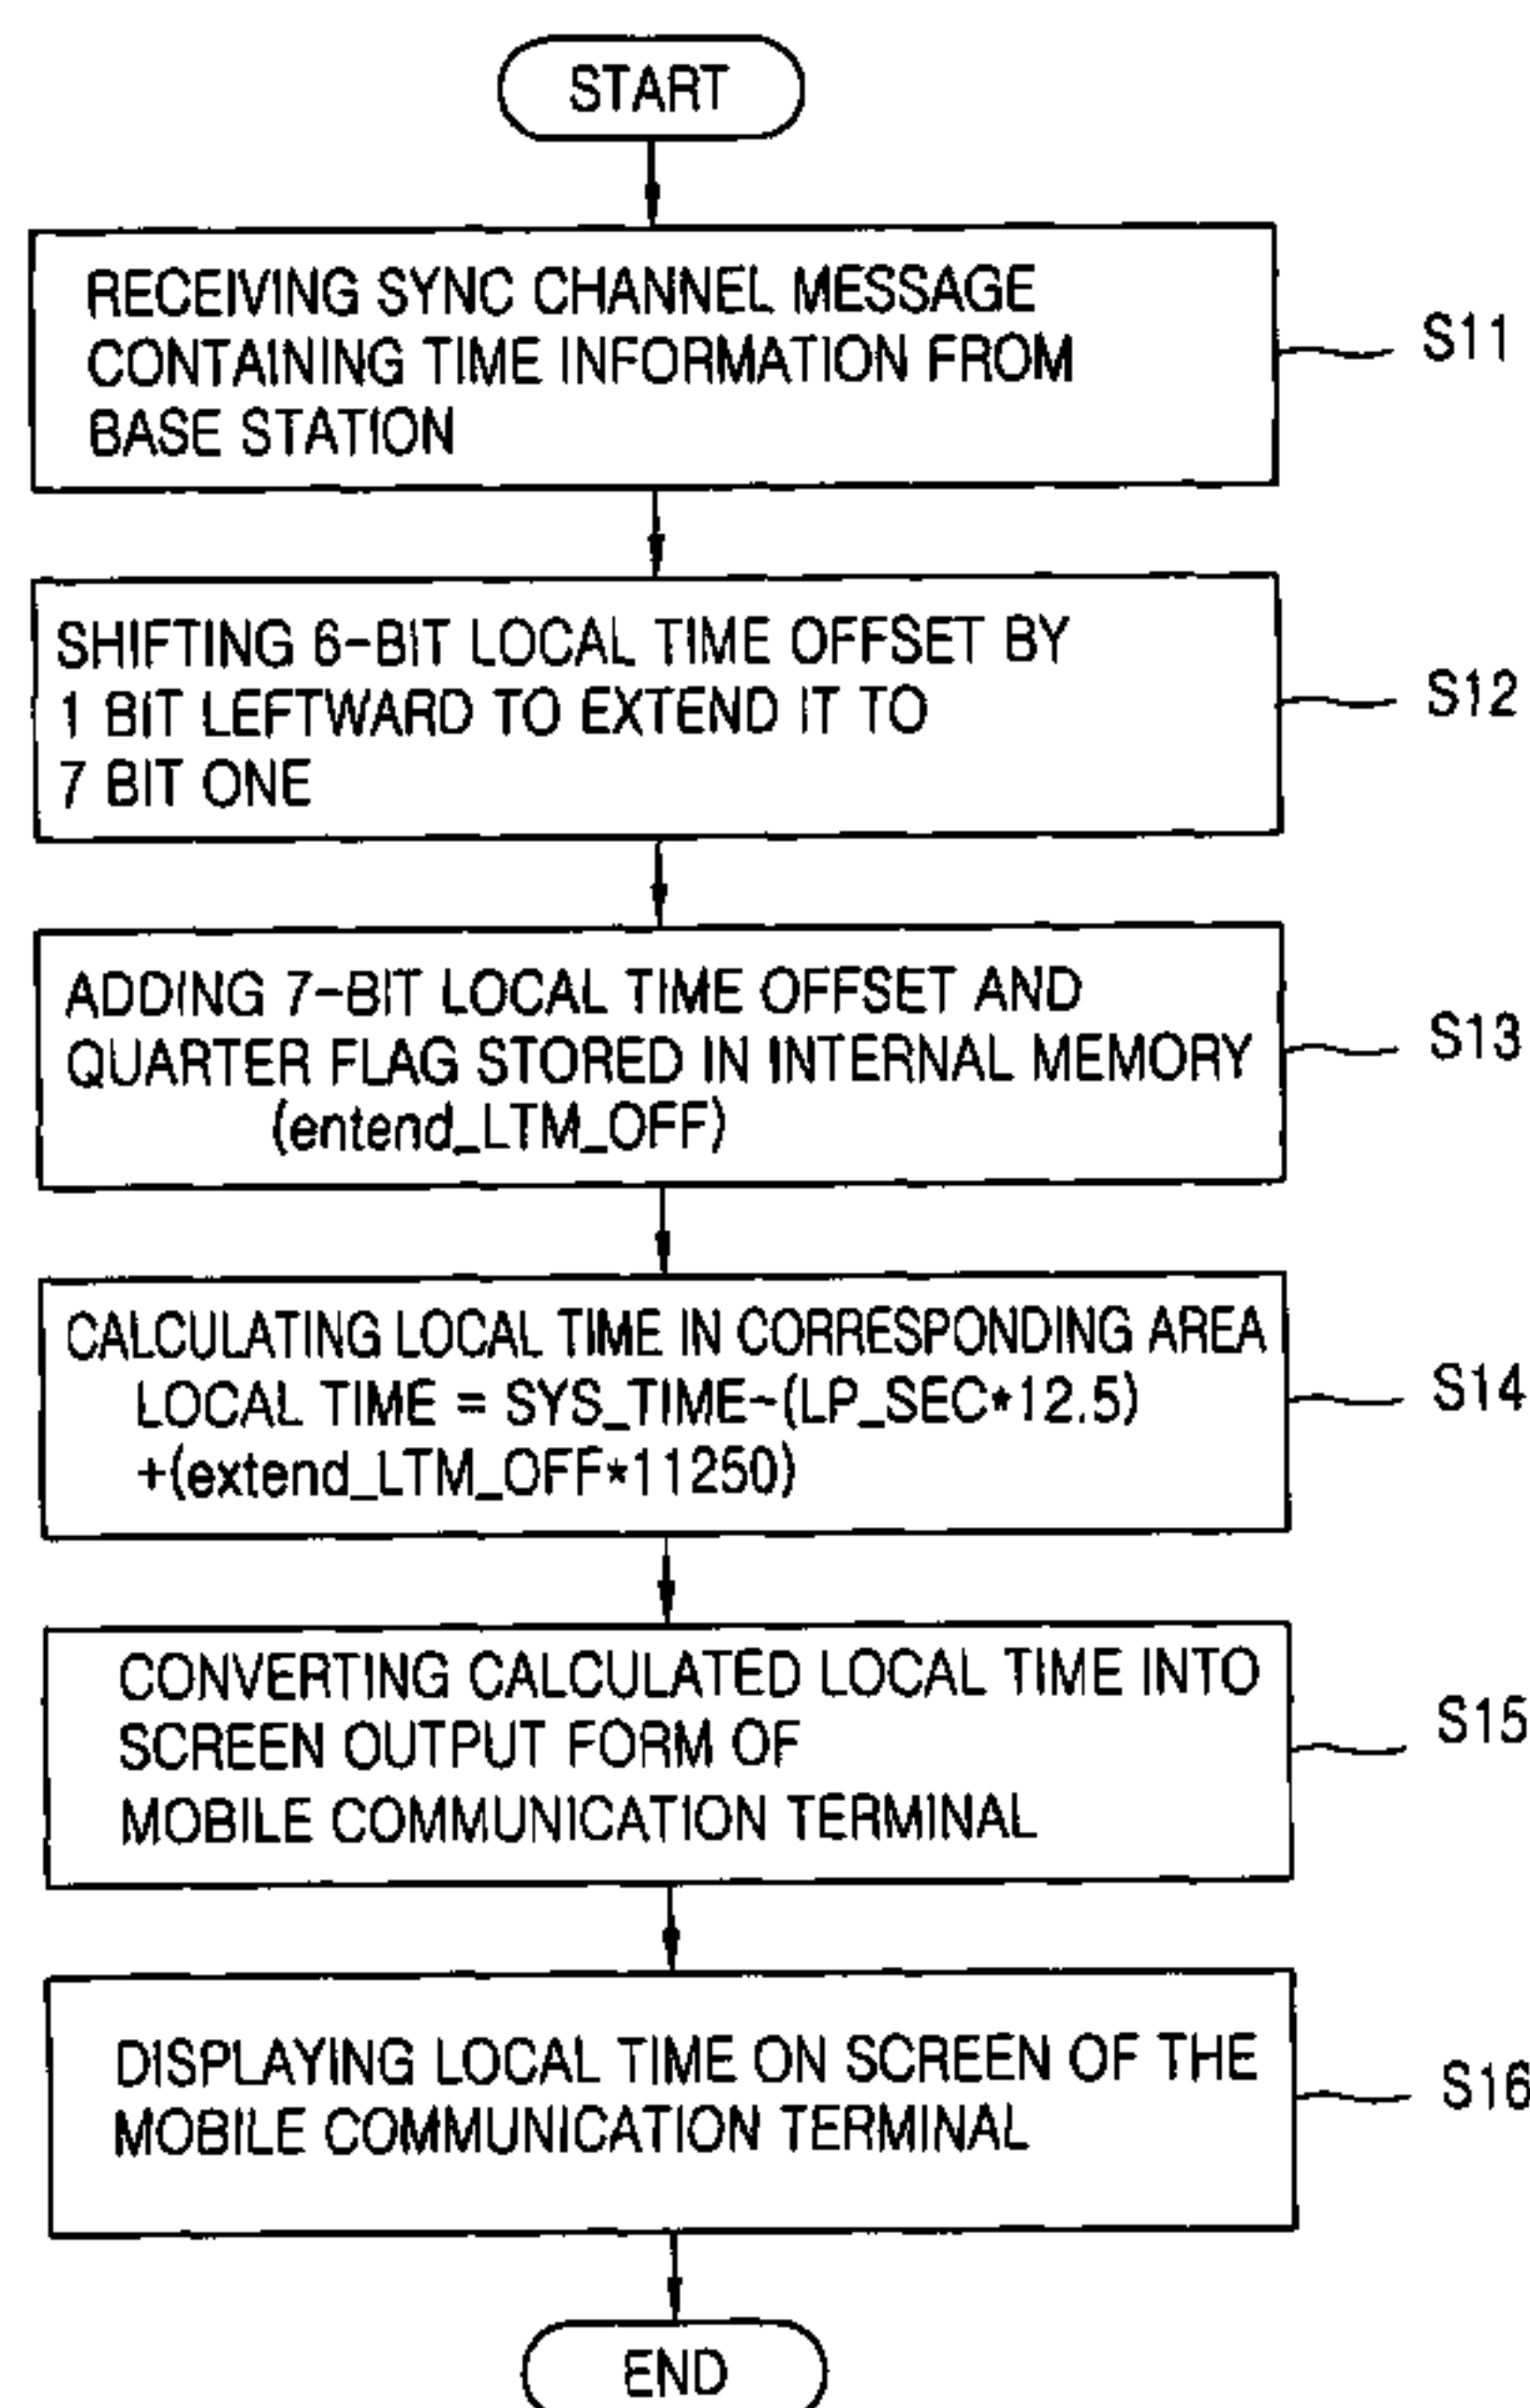 START
RECEIVING SYNC CHANNEL MESSAGE
CONTAINING TIME INFORMATION FROM
BASE STATION
S11
SHIFTING 6-BIT LOCAL TIME OFFSET BY
1 BIT LEFTWARD TO EXTEND IT TO
7 BIT ONE
S12
ADDING 7-BIT LOCAL TIME OFFSET AND
QUARTER FLAG STORED IN INTERNAL MEMORY
(entend_LTM_OFF)
S13
CALCULATING LOCAL TIME IN CORRESPONDING AREA
LOCAL TIME = SYS_TIME-(LP_SEC*12.5)
+(extend_LTM_OFF*11250)
S14
CONVERTING CALCULATED LOCAL TIME INTO
SCREEN OUTPUT FORM OF
MOBILE COMMUNICATION TERMINAL
S15
DISPLAYING LOCAL TIME ON SCREEN OF THE
MOBILE COMMUNICATION TERMINAL
S16
END